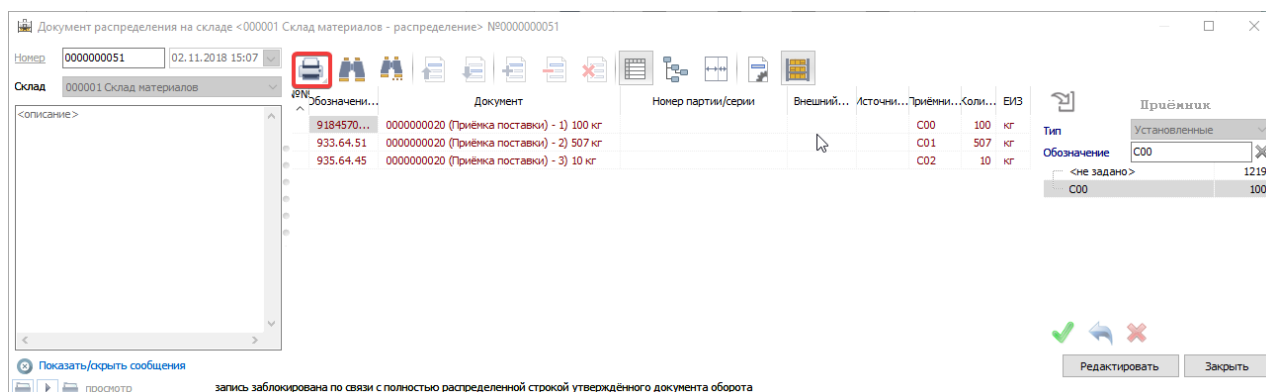 Документ распределения на складе <000001 Склад материалов - распределение> №0000000051
Номер 0000000051 02.11.2018 15:07
Склад 000001 Склад материалов
<описание>
№№ Обозначени... Документ Номер партии/серии Внешний... Источни... Приёмни... Коли... ЕИЗ
9184570... 0000000020 (Приёмка поставки) - 1) 100 кг C00 100 кг
933.64.51 0000000020 (Приёмка поставки) - 2) 507 кг C01 507 кг
935.64.45 0000000020 (Приёмка поставки) - 3) 10 кг C02 10 кг
Приёмник
Тип Установленные
Обозначение C00
<не задано> 1219
C00 100
Показать/скрыть сообщения
Редактировать Закрыть
просмотр запись заблокирована по связи с полностью распределенной строкой утверждённого документа оборота